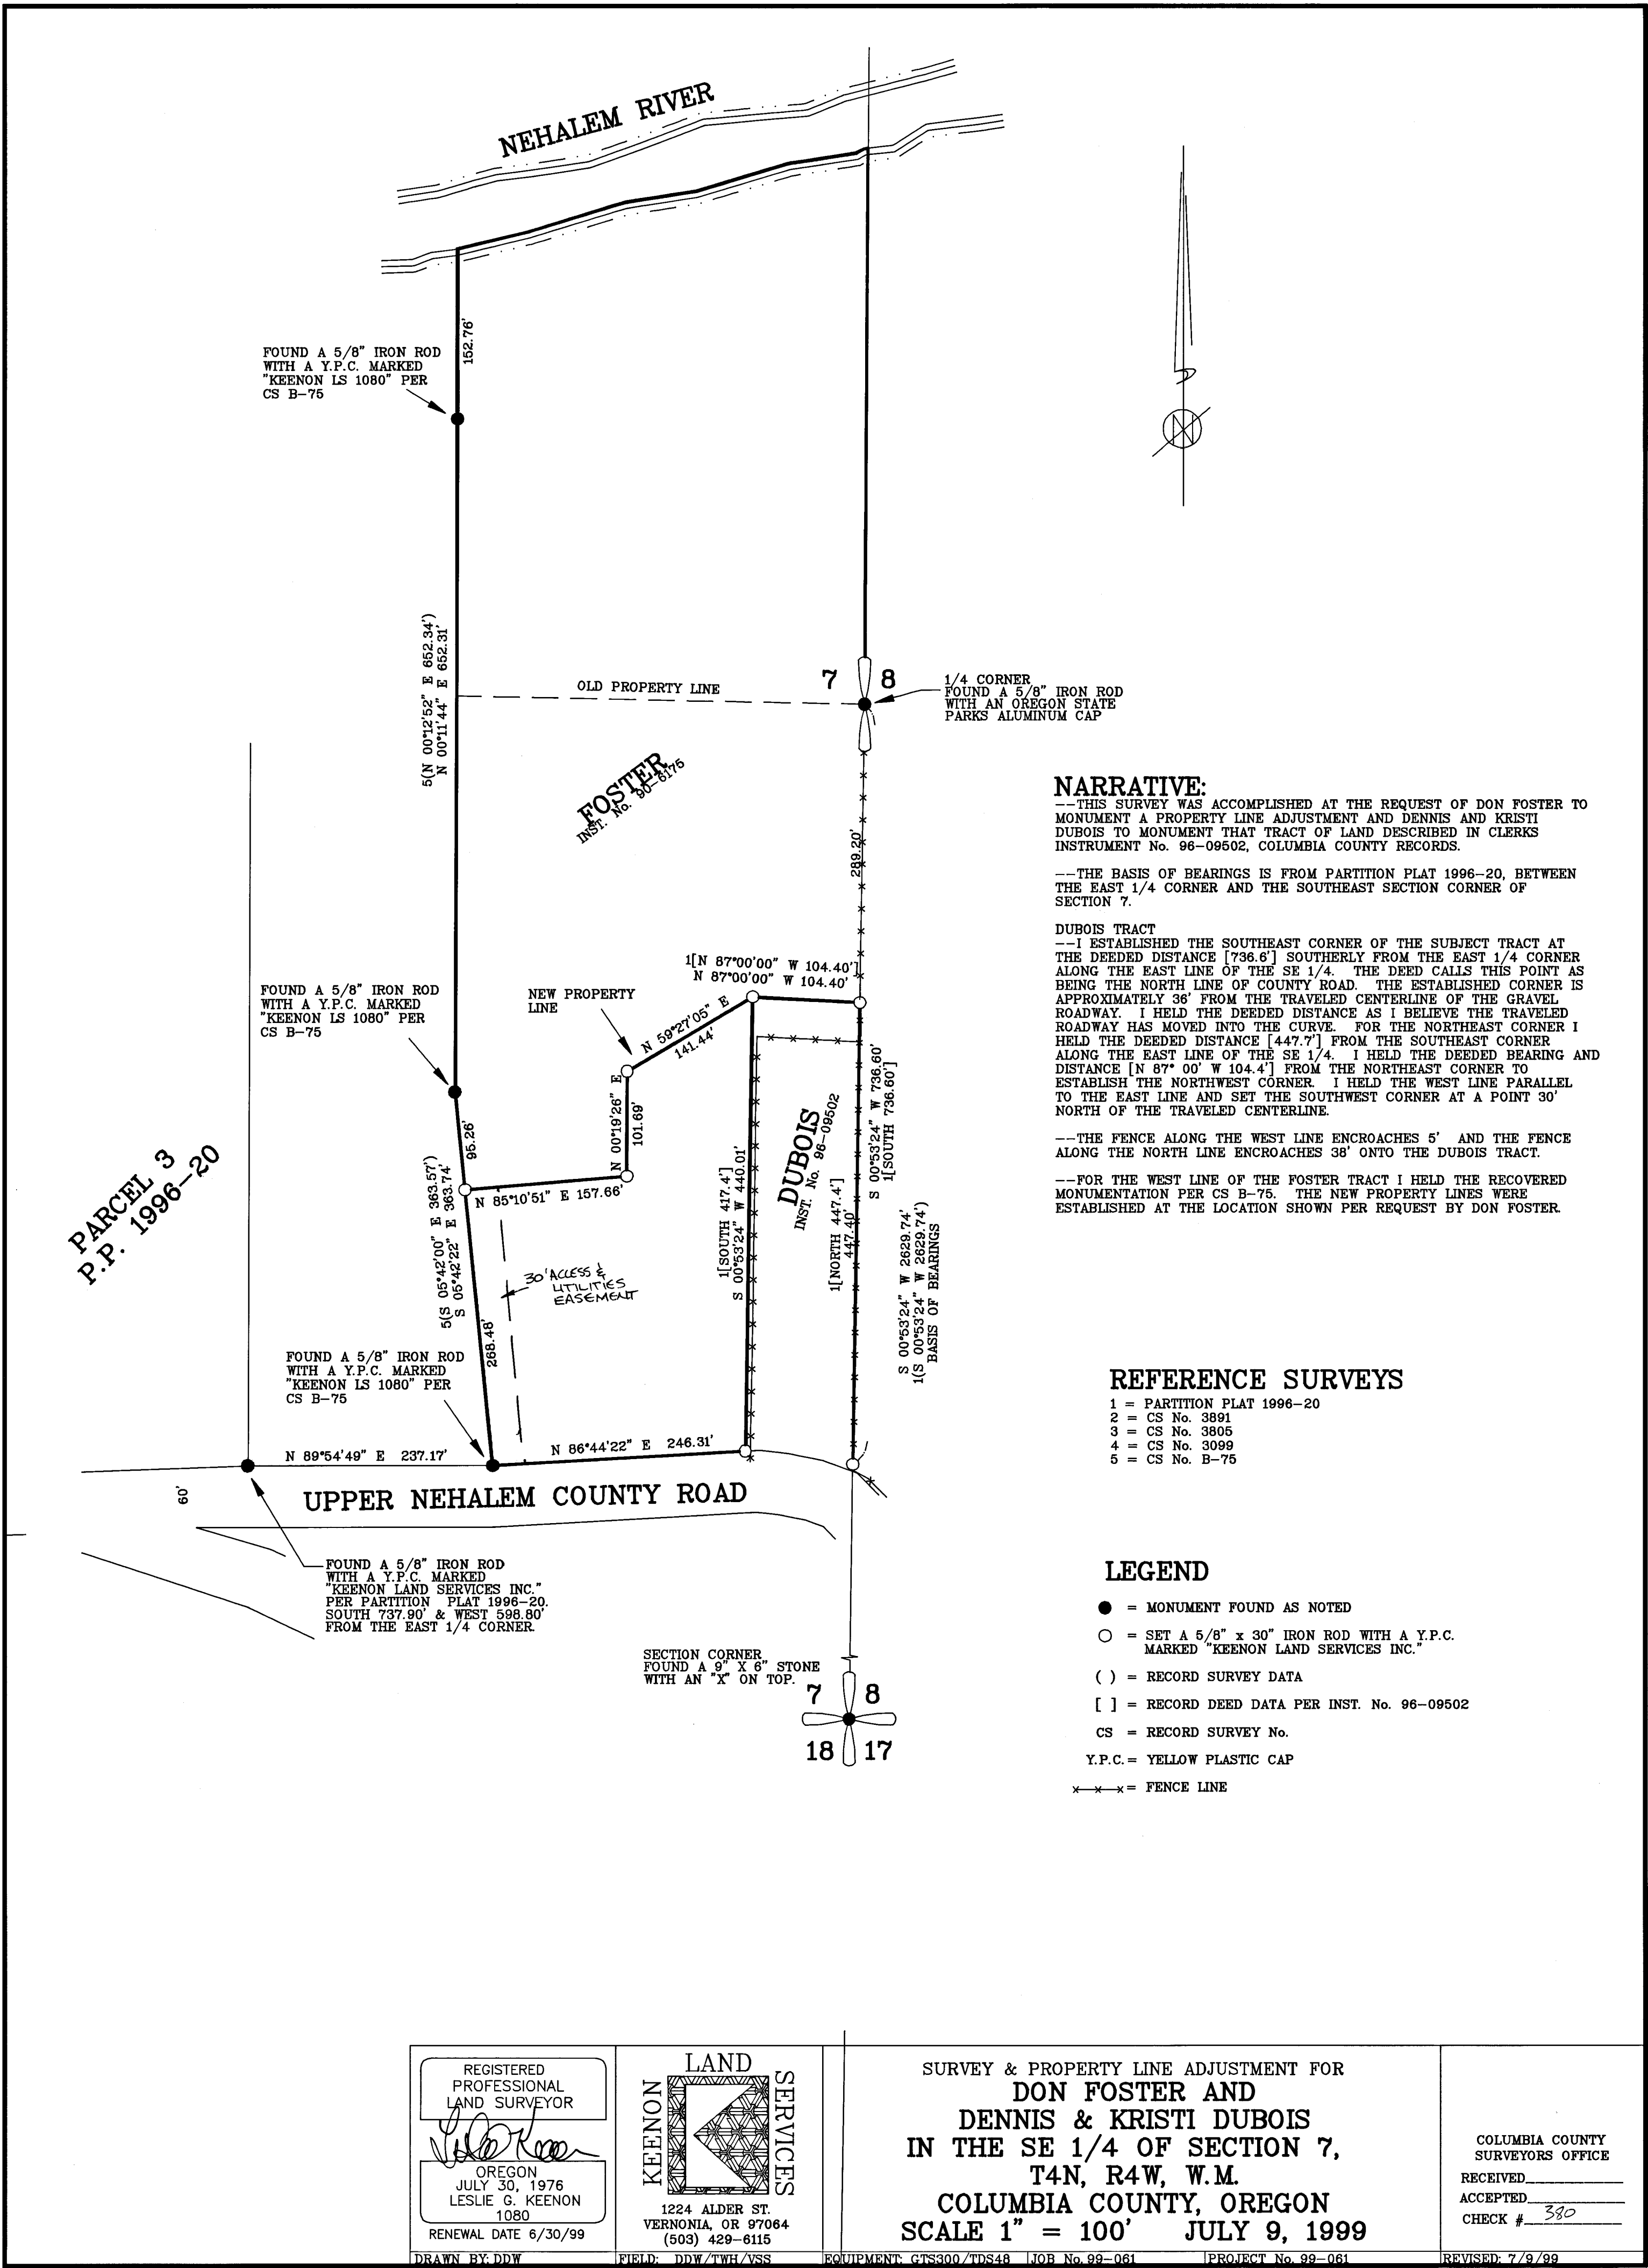 NEHALEM RIVER
152.76'
FOUND A 5/8" IRON ROD
WITH A Y.P.C. MARKED
"KEENON LS 1080" PER
CS B-75
5(N 00°12'52" E 652.34')
N 00°11'44" E 652.31'
OLD PROPERTY LINE
7 8
1/4 CORNER
FOUND A 5/8" IRON ROD
WITH AN OREGON STATE
PARKS ALUMINUM CAP
FOSTER
INST. No. 90-6175
289.20'
1[N 87°00'00" W 104.40']
N 87°00'00" W 104.40'
NEW PROPERTY
LINE
N 59°27'05" E
141.44'
FOUND A 5/8" IRON ROD
WITH A Y.P.C. MARKED
"KEENON LS 1080" PER
CS B-75
N 00°19'26" E
101.69'
95.26'
N 85°10'51" E 157.66'
PARCEL 3
P.P. 1996-20
5(S 05°42'00" E 363.57')
S 05°42'22" E 363.74'
268.48'
30' ACCESS &
UTILITIES
EASEMENT
1[SOUTH 417.4']
S 00°53'24" W 440.01'
DUBOIS
INST. No. 96-09502
1[NORTH 447.4']
447.40'
S 00°53'24" W 736.60'
1[SOUTH 736.60']
S 00°53'24" W 2629.74'
1(S 00°53'24" W 2629.74')
BASIS OF BEARINGS
FOUND A 5/8" IRON ROD
WITH A Y.P.C. MARKED
"KEENON LS 1080" PER
CS B-75
N 89°54'49" E 237.17'
N 86°44'22" E 246.31'
60'
UPPER NEHALEM COUNTY ROAD
FOUND A 5/8" IRON ROD
WITH A Y.P.C. MARKED
"KEENON LAND SERVICES INC."
PER PARTITION PLAT 1996-20.
SOUTH 737.90' & WEST 598.80'
FROM THE EAST 1/4 CORNER.
SECTION CORNER
FOUND A 9" X 6" STONE
WITH AN "X" ON TOP.
7 8
18 17
N
NARRATIVE:
--THIS SURVEY WAS ACCOMPLISHED AT THE REQUEST OF DON FOSTER TO
MONUMENT A PROPERTY LINE ADJUSTMENT AND DENNIS AND KRISTI
DUBOIS TO MONUMENT THAT TRACT OF LAND DESCRIBED IN CLERKS
INSTRUMENT No. 96-09502, COLUMBIA COUNTY RECORDS.
--THE BASIS OF BEARINGS IS FROM PARTITION PLAT 1996-20, BETWEEN
THE EAST 1/4 CORNER AND THE SOUTHEAST SECTION CORNER OF
SECTION 7.
DUBOIS TRACT
--I ESTABLISHED THE SOUTHEAST CORNER OF THE SUBJECT TRACT AT
THE DEEDED DISTANCE [736.6'] SOUTHERLY FROM THE EAST 1/4 CORNER
ALONG THE EAST LINE OF THE SE 1/4. THE DEED CALLS THIS POINT AS
BEING THE NORTH LINE OF COUNTY ROAD. THE ESTABLISHED CORNER IS
APPROXIMATELY 36' FROM THE TRAVELED CENTERLINE OF THE GRAVEL
ROADWAY. I HELD THE DEEDED DISTANCE AS I BELIEVE THE TRAVELED
ROADWAY HAS MOVED INTO THE CURVE. FOR THE NORTHEAST CORNER I
HELD THE DEEDED DISTANCE [447.7'] FROM THE SOUTHEAST CORNER
ALONG THE EAST LINE OF THE SE 1/4. I HELD THE DEEDED BEARING AND
DISTANCE [N 87° 00' W 104.4'] FROM THE NORTHEAST CORNER TO
ESTABLISH THE NORTHWEST CORNER. I HELD THE WEST LINE PARALLEL
TO THE EAST LINE AND SET THE SOUTHWEST CORNER AT A POINT 30'
NORTH OF THE TRAVELED CENTERLINE.
--THE FENCE ALONG THE WEST LINE ENCROACHES 5' AND THE FENCE
ALONG THE NORTH LINE ENCROACHES 38' ONTO THE DUBOIS TRACT.
--FOR THE WEST LINE OF THE FOSTER TRACT I HELD THE RECOVERED
MONUMENTATION PER CS B-75. THE NEW PROPERTY LINES WERE
ESTABLISHED AT THE LOCATION SHOWN PER REQUEST BY DON FOSTER.
REFERENCE SURVEYS
1 = PARTITION PLAT 1996-20
2 = CS No. 3891
3 = CS No. 3805
4 = CS No. 3099
5 = CS No. B-75
LEGEND
= MONUMENT FOUND AS NOTED
= SET A 5/8" x 30" IRON ROD WITH A Y.P.C.
MARKED "KEENON LAND SERVICES INC."
( ) = RECORD SURVEY DATA
[ ] = RECORD DEED DATA PER INST. No. 96-09502
CS = RECORD SURVEY No.
Y.P.C. = YELLOW PLASTIC CAP
x-x-x = FENCE LINE
REGISTERED
PROFESSIONAL
LAND SURVEYOR
OREGON
JULY 30, 1976
LESLIE G. KEENON
1080
RENEWAL DATE 6/30/99
KEENON
LAND
SERVICES
1224 ALDER ST.
VERNONIA, OR 97064
(503) 429-6115
SURVEY & PROPERTY LINE ADJUSTMENT FOR
DON FOSTER AND
DENNIS & KRISTI DUBOIS
IN THE SE 1/4 OF SECTION 7,
T4N, R4W, W.M.
COLUMBIA COUNTY, OREGON
SCALE 1" = 100' JULY 9, 1999
COLUMBIA COUNTY
SURVEYORS OFFICE
RECEIVED
ACCEPTED
CHECK # 380
DRAWN BY: DDW
FIELD: DDW/TWH/VSS
EQUIPMENT: GTS300/TDS48
JOB No. 99-061
PROJECT No. 99-061
REVISED: 7/9/99